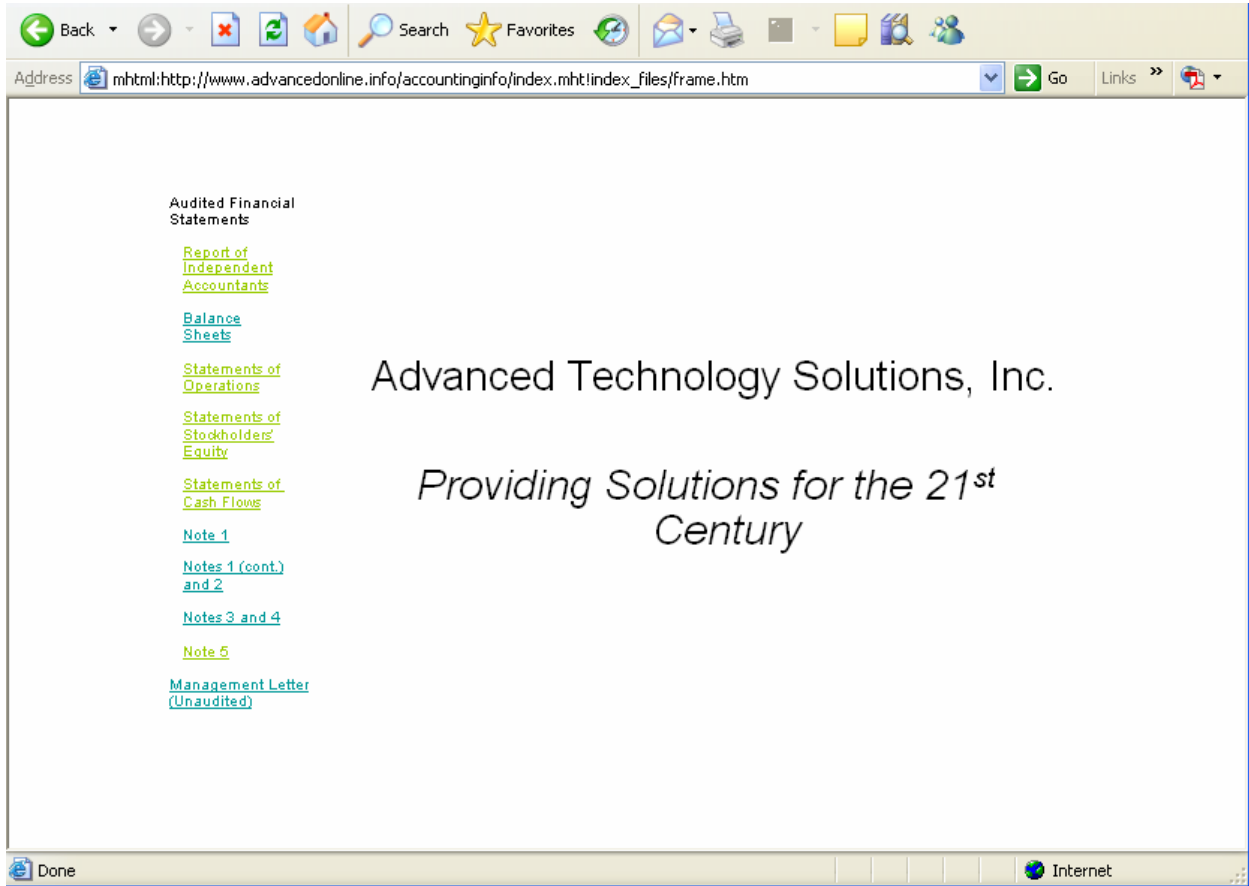 Back Search Favorites
Address mhtml:http://www.advancedonline.info/accountinginfo/index.mht!index_files/frame.htm Go Links »
Audited Financial
Statements
Report of
Independent
Accountants
Balance
Sheets
Statements of
Operations
Statements of
Stockholders'
Equity
Statements of
Cash Flows
Note 1
Notes 1 (cont.)
and 2
Notes 3 and 4
Note 5
Management Letter
(Unaudited)
Advanced Technology Solutions, Inc.
Providing Solutions for the 21st
Century
Done Internet